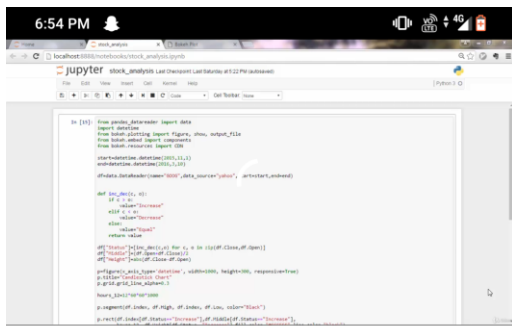 6:54 PM
4G
Home
stock_analysis
localhost:8888/notebooks/stock_analysis.ipynb
jupyter stock_analysis Last Checkpoint: Last Saturday at 5:22 PM (autosaved)
File Edit View Insert Cell Kernel Help
Python 3
Code
Cell Toolbar: None
from pandas_datareader import data
import datetime
from bokeh.plotting import figure, show, output_file
from bokeh.embed import components
from bokeh.resources import CDN
start=datetime.datetime(2015,11,1)
end=datetime.datetime(2016,3,10)
data_source="yahoo",
def inc_dec(c, o):
if c > o:
value="Increase"
elif c < o:
value="Decrease"
else:
value="Equal"
return value
df["Status"]=[inc_dec(c,o) for c, o in zip(df.Close,df.Open)]
df["Middle"]=(df.Open+df.Close)/2
df["Height"]=abs(df.Close-df.Open)
p=figure(x_axis_type='datetime', width=1000, height=300, responsive=True)
p.title="Candlestick Chart"
p.grid.grid_line_alpha=0.3
hours_12=12*60*60*1000
p.segment(df.index, df.High, df.index, df.Low, color="Black")